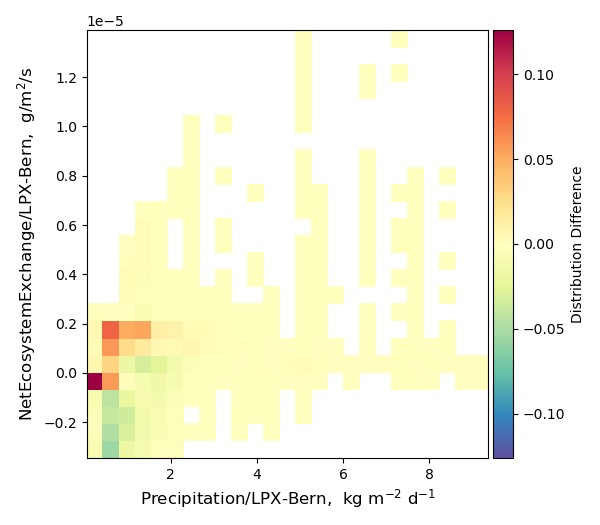 1e−5
1.2
1.0
0.8
0.6
0.4
0.2
0.0
−0.2
NetEcosystemExchange/LPX-Bern, g/m²/s
2 4 6 8
Precipitation/LPX-Bern, kg m⁻² d⁻¹
0.10
0.05
0.00
−0.05
−0.10
Distribution Difference